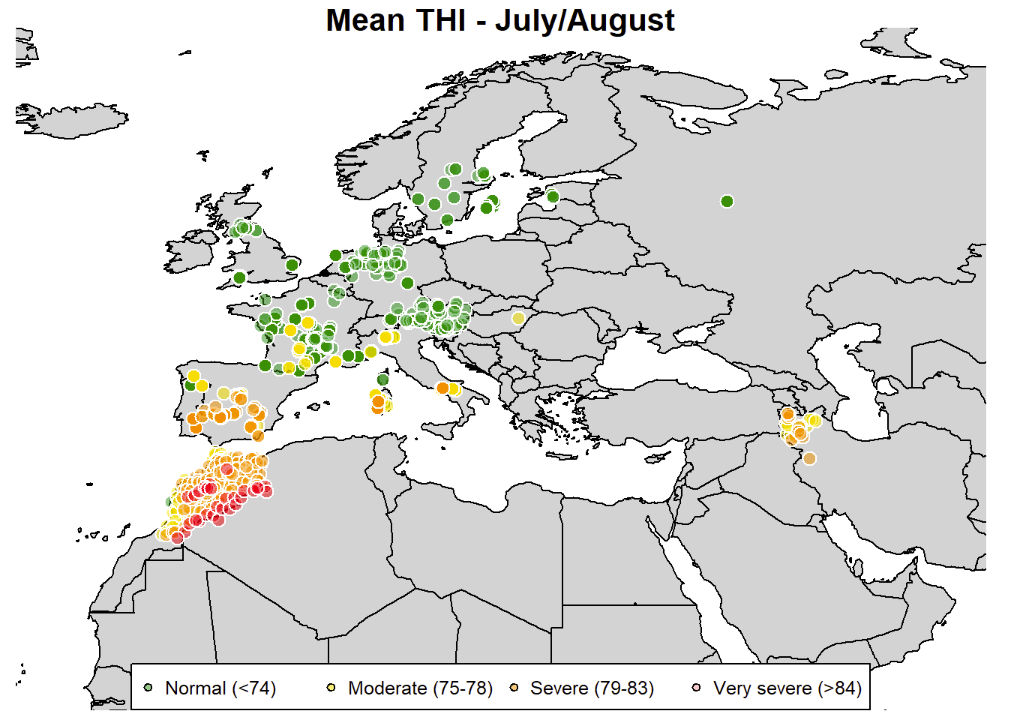 Mean THI - July/August
Normal (<74) Moderate (75-78) Severe (79-83) Very severe (>84)